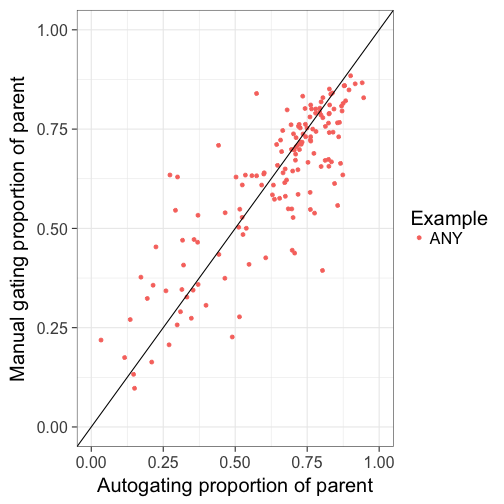 Manual gating proportion of parent
1.00
0.75
0.50
0.25
0.00
0.00 0.25 0.50 0.75 1.00
Autogating proportion of parent
Example
ANY